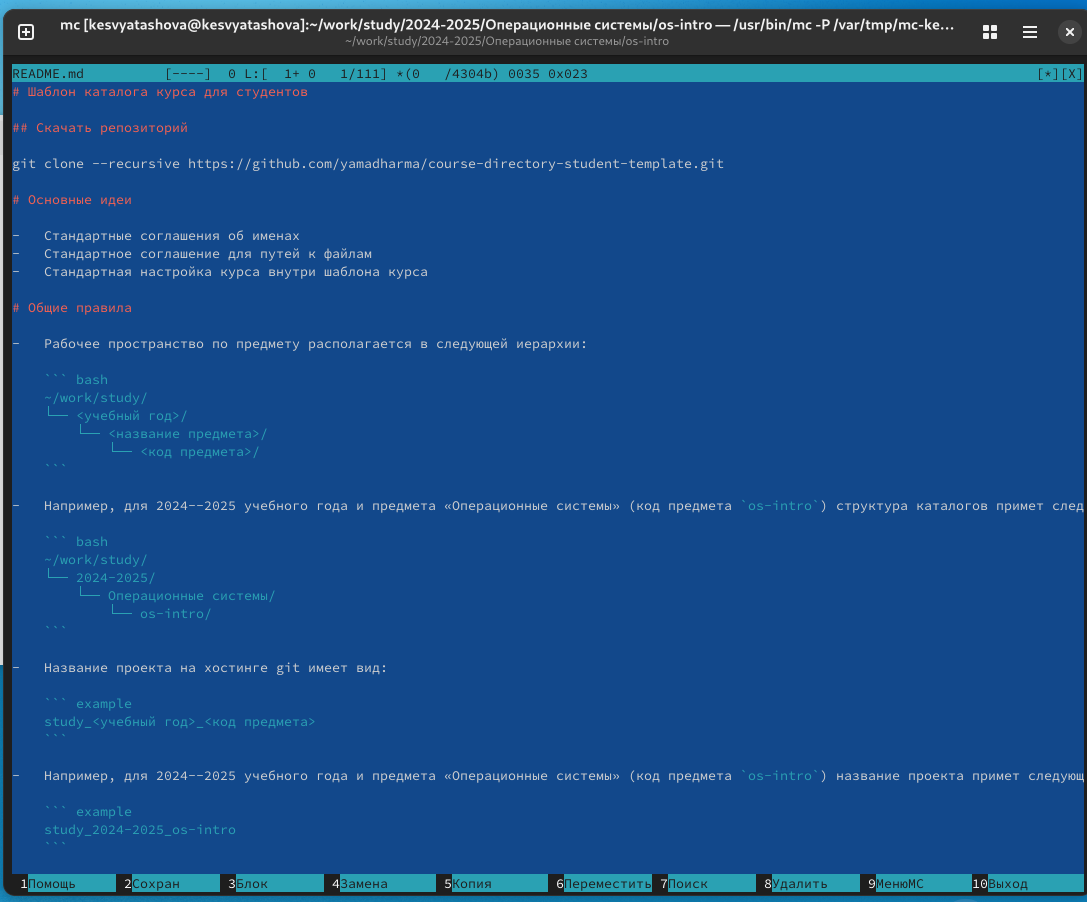 mc [kesvyatashova@kesvyatashova]:~/work/study/2024-2025/Операционные системы/os-intro — /usr/bin/mc -P /var/tmp/mc-ke…
~/work/study/2024-2025/Операционные системы/os-intro
README.md [----] 0 L:[ 1+ 0 1/111] *(0 /4304b) 0035 0x023 [*][X]
# Шаблон каталога курса для студентов
## Скачать репозиторий
git clone --recursive https://github.com/yamadharma/course-directory-student-template.git
# Основные идеи
- Стандартные соглашения об именах
- Стандартное соглашение для путей к файлам
- Стандартная настройка курса внутри шаблона курса
# Общие правила
- Рабочее пространство по предмету располагается в следующей иерархии:
``` bash
~/work/study/
└── <учебный год>/
└── <название предмета>/
└── <код предмета>/
```
- Например, для 2024--2025 учебного года и предмета «Операционные системы» (код предмета `os-intro`) структура каталогов примет след
``` bash
~/work/study/
└── 2024-2025/
└── Операционные системы/
└── os-intro/
```
- Название проекта на хостинге git имеет вид:
``` example
study_<учебный год>_<код предмета>
```
- Например, для 2024--2025 учебного года и предмета «Операционные системы» (код предмета `os-intro`) название проекта примет следующ
``` example
study_2024-2025_os-intro
```
1Помощь 2Сохран 3Блок 4Замена 5Копия 6Переместить 7Поиск 8Удалить 9МенюMC 10Выход